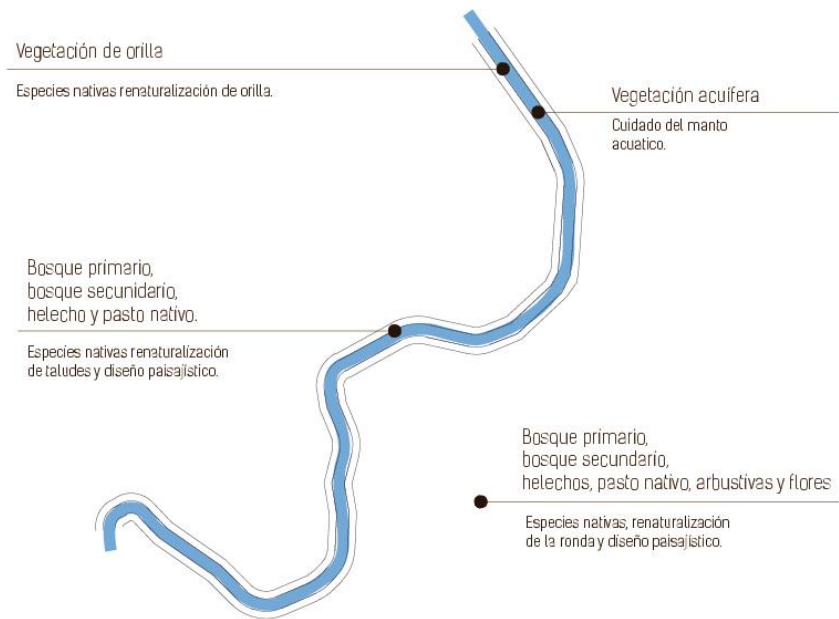 Vegetación de orilla
Especies nativas renaturalización de orilla.
Vegetación acuífera
Cuidado del manto
acuatico.
Bosque primario,
bosque secunidario,
helecho y pasto nativo.
Especies nativas renaturalización
de taludes y diseño paisajístico.
Bosque primario,
bosque secundario,
helechos, pasto nativo, arbustivas y flores
Especies nativas, renaturalización
de la ronda y diseño paisajístico.